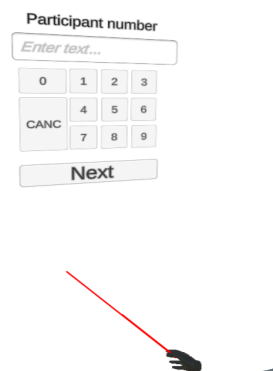 Participant number
Enter text...
0 1 2 3
4 5 6
CANC
7 8 9
Next